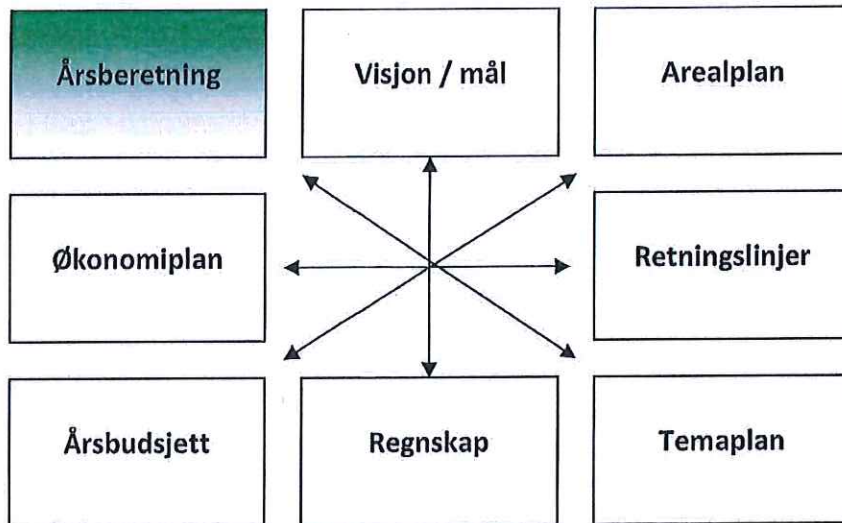 Årsberetning
Visjon / mål
Arealplan
Økonomiplan
Retningslinjer
Årsbudsjett
Regnskap
Temaplan